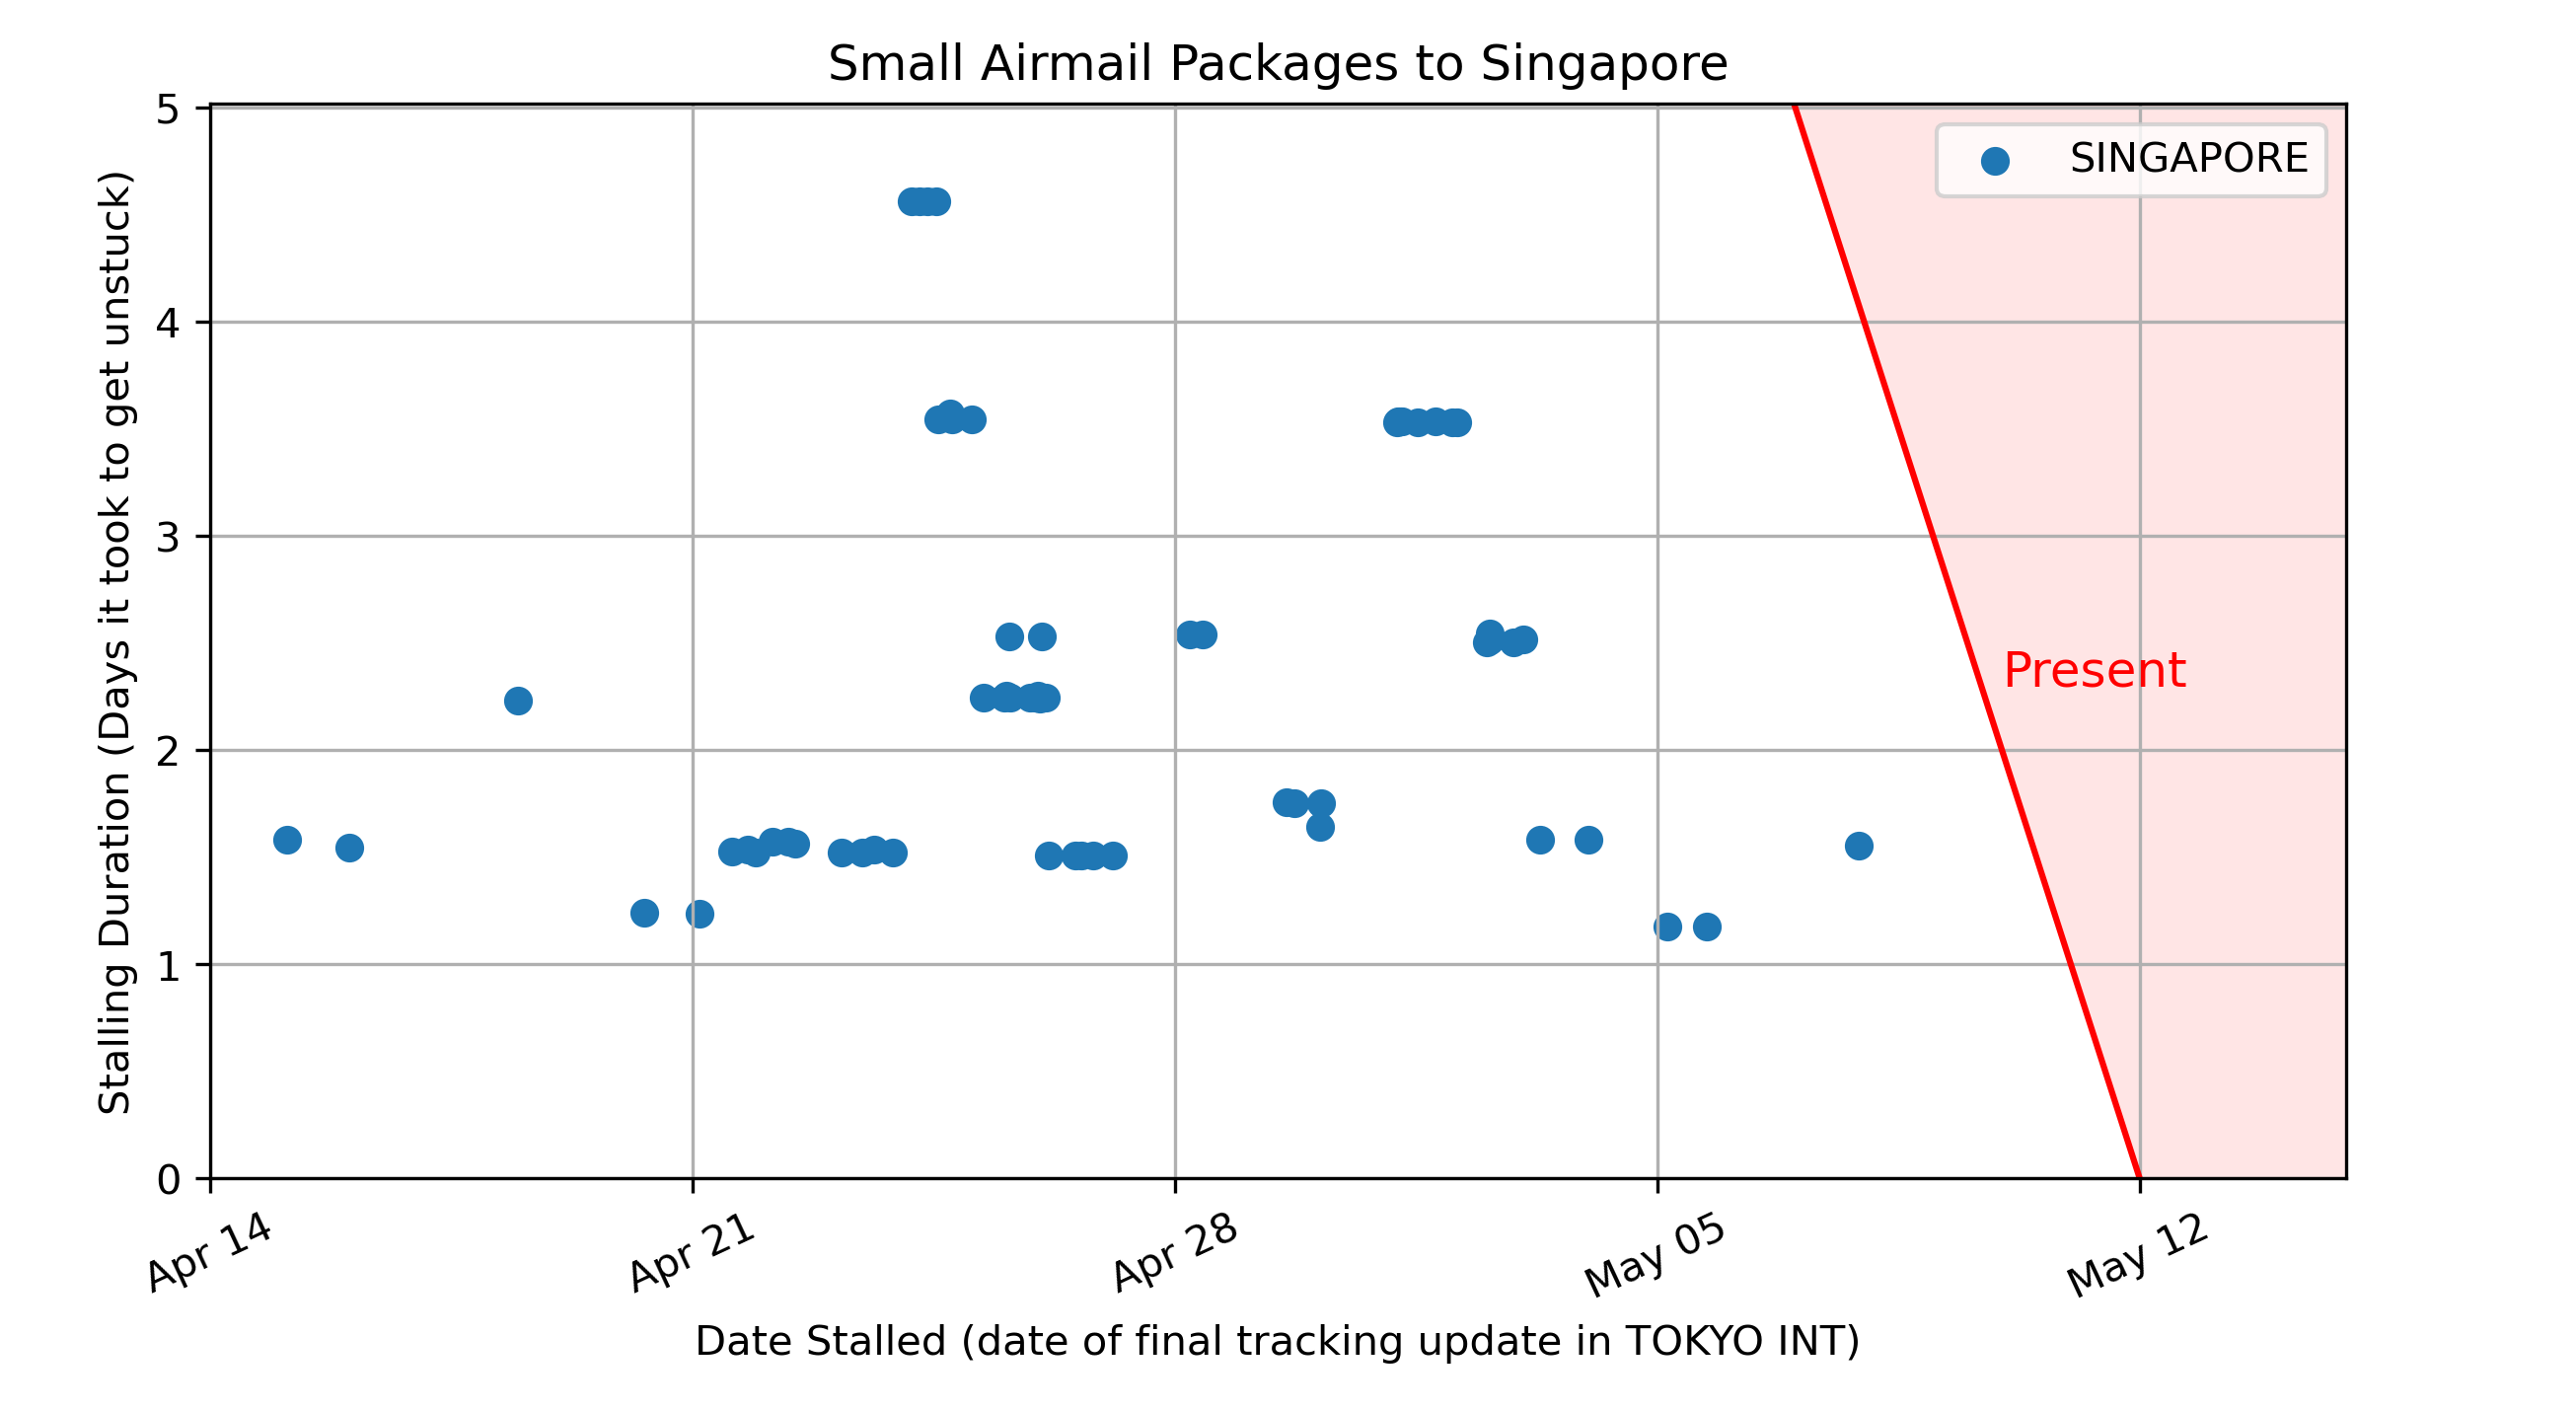 Small Airmail Packages to Singapore
Stalling Duration (Days it took to get unstuck)
5
4
3
2
1
0
SINGAPORE
Present
Apr 14
Apr 21
Apr 28
May 05
May 12
Date Stalled (date of final tracking update in TOKYO INT)